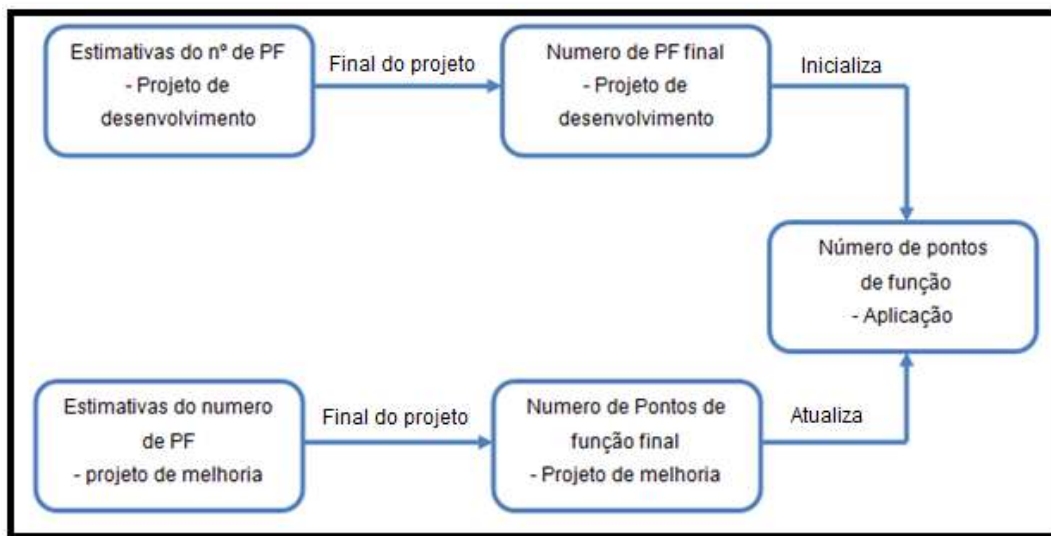 Estimativas do nº de PF
- Projeto de
desenvolvimento
Final do projeto
Numero de PF final
- Projeto de
desenvolvimento
Inicializa
Número de pontos
de função
- Aplicação
Estimativas do numero
de PF
- projeto de melhoria
Final do projeto
Numero de Pontos de
função final
- Projeto de melhoria
Atualiza